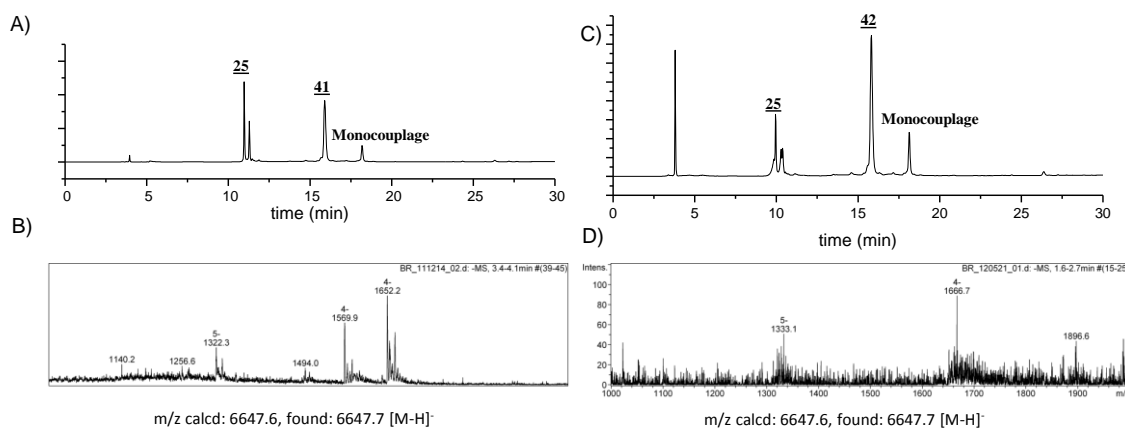 A)
25
41
Monocouplage
0
5
10
15
20
25
30
time (min)
B)
BR_111214_02.d: -MS, 3.4-4.1min #(39-45)
4-
1652.2
4-
1569.9
5-
1322.3
1140.2
1256.6
1494.0
m/z calcd: 6647.6, found: 6647.7 [M-H]-
C)
42
25
Monocouplage
0
5
10
15
20
25
30
time (min)
D)
Intens.
BR_120521_01.d: -MS, 1.6-2.7min #(15-25
4-
1666.7
5-
1333.1
1896.6
100
80
60
40
20
0
1000 1100 1200 1300 1400 1500 1600 1700 1800 1900
m/z calcd: 6647.6, found: 6647.7 [M-H]-